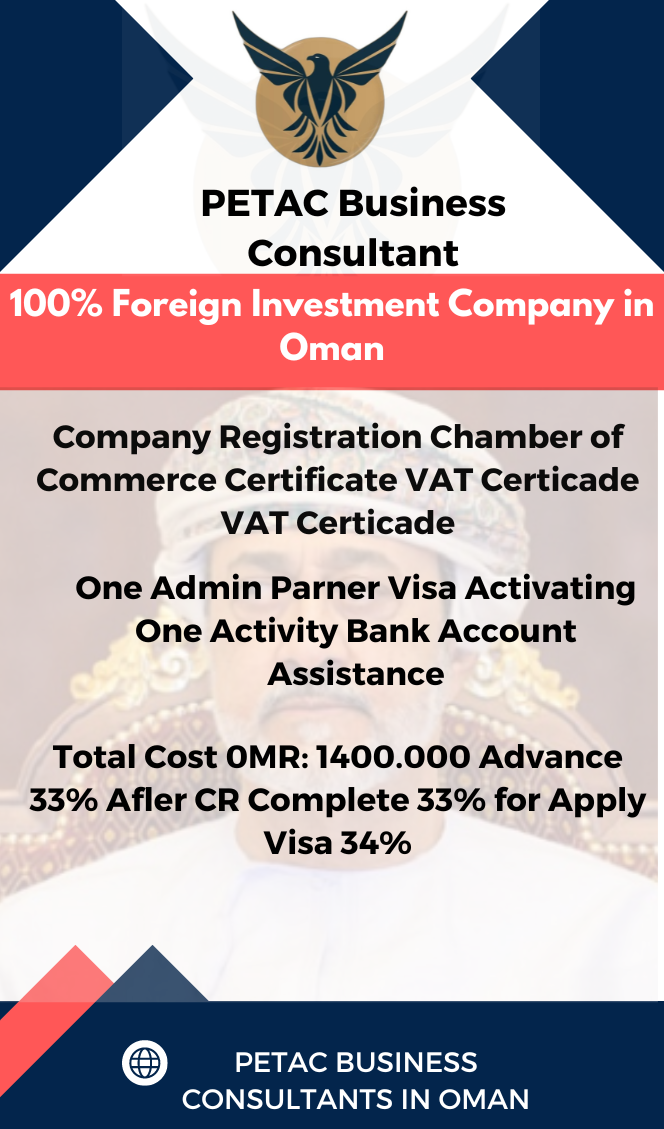 PETAC Business
Consultant
100% Foreign Investment Company in
Oman
Company Registration Chamber of
Commerce Certificate VAT Certicade
VAT Certicade
One Admin Parner Visa Activating
One Activity Bank Account
Assistance
Total Cost 0MR: 1400.000 Advance
33% Afler CR Complete 33% for Apply
Visa 34%
PETAC BUSINESS
CONSULTANTS IN OMAN